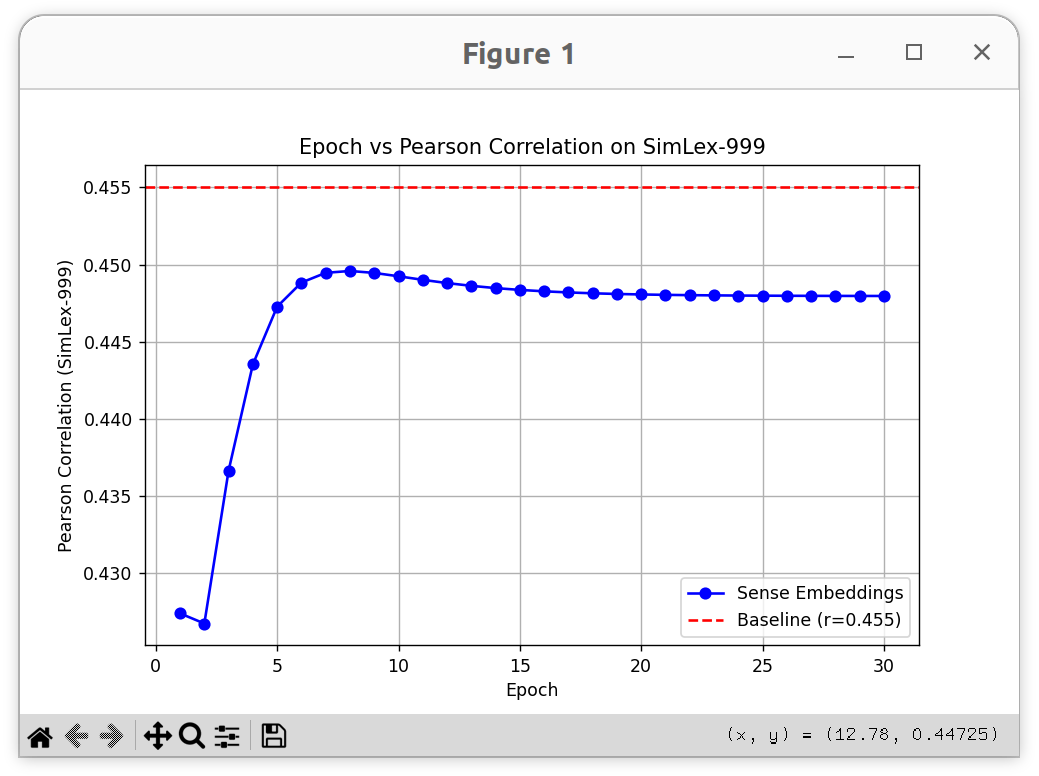 Figure 1
Epoch vs Pearson Correlation on SimLex-999
Pearson Correlation (SimLex-999)
0.455
0.450
0.445
0.440
0.435
0.430
Sense Embeddings
Baseline (r=0.455)
0 5 10 15 20 25 30
Epoch
(x, y) = (12.78, 0.44725)